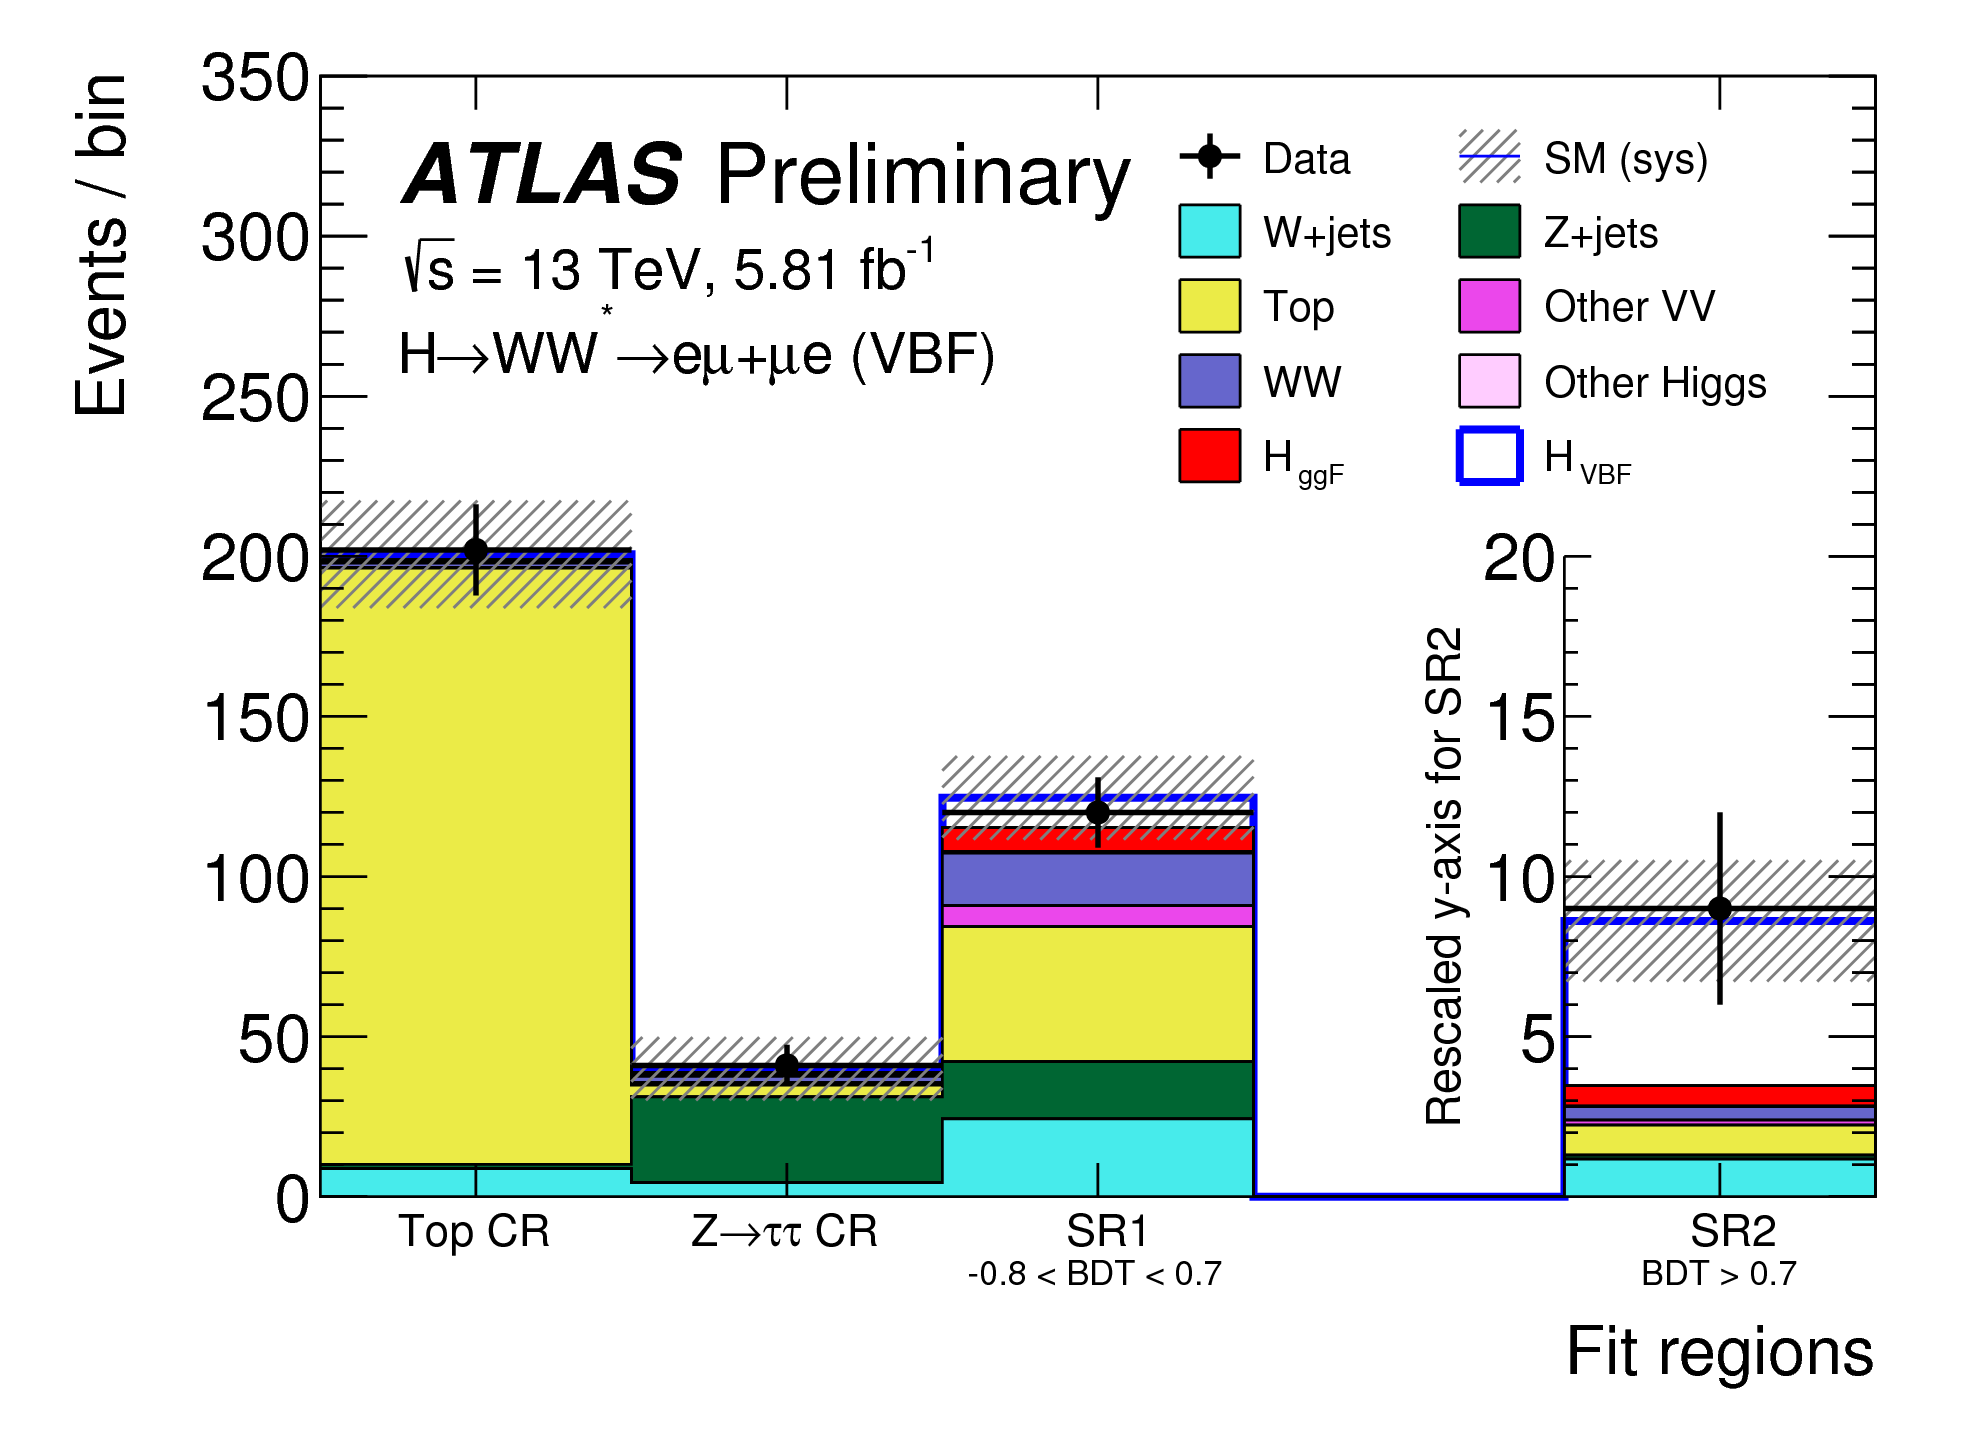 Events / bin
350
300
250
200
150
100
50
0
ATLAS Preliminary
√s = 13 TeV, 5.81 fb⁻¹
H→WW*→eμ+μe (VBF)
Data
SM (sys)
W+jets
Z+jets
Top
Other VV
WW
Other Higgs
H ggF
H VBF
Rescaled y-axis for SR2
20
15
10
5
Top CR
Z→ττ CR
SR1
-0.8 < BDT < 0.7
SR2
BDT > 0.7
Fit regions